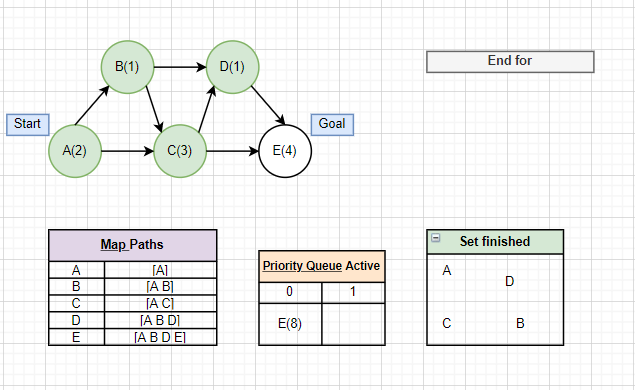 B(1)
D(1)
End for
Start
Goal
A(2)
C(3)
E(4)
Map Paths
A [A]
B [A B]
C [A C]
D [A B D]
E [A B D E]
Priority Queue Active
0 1
E(8)
Set finished
A
D
C
B